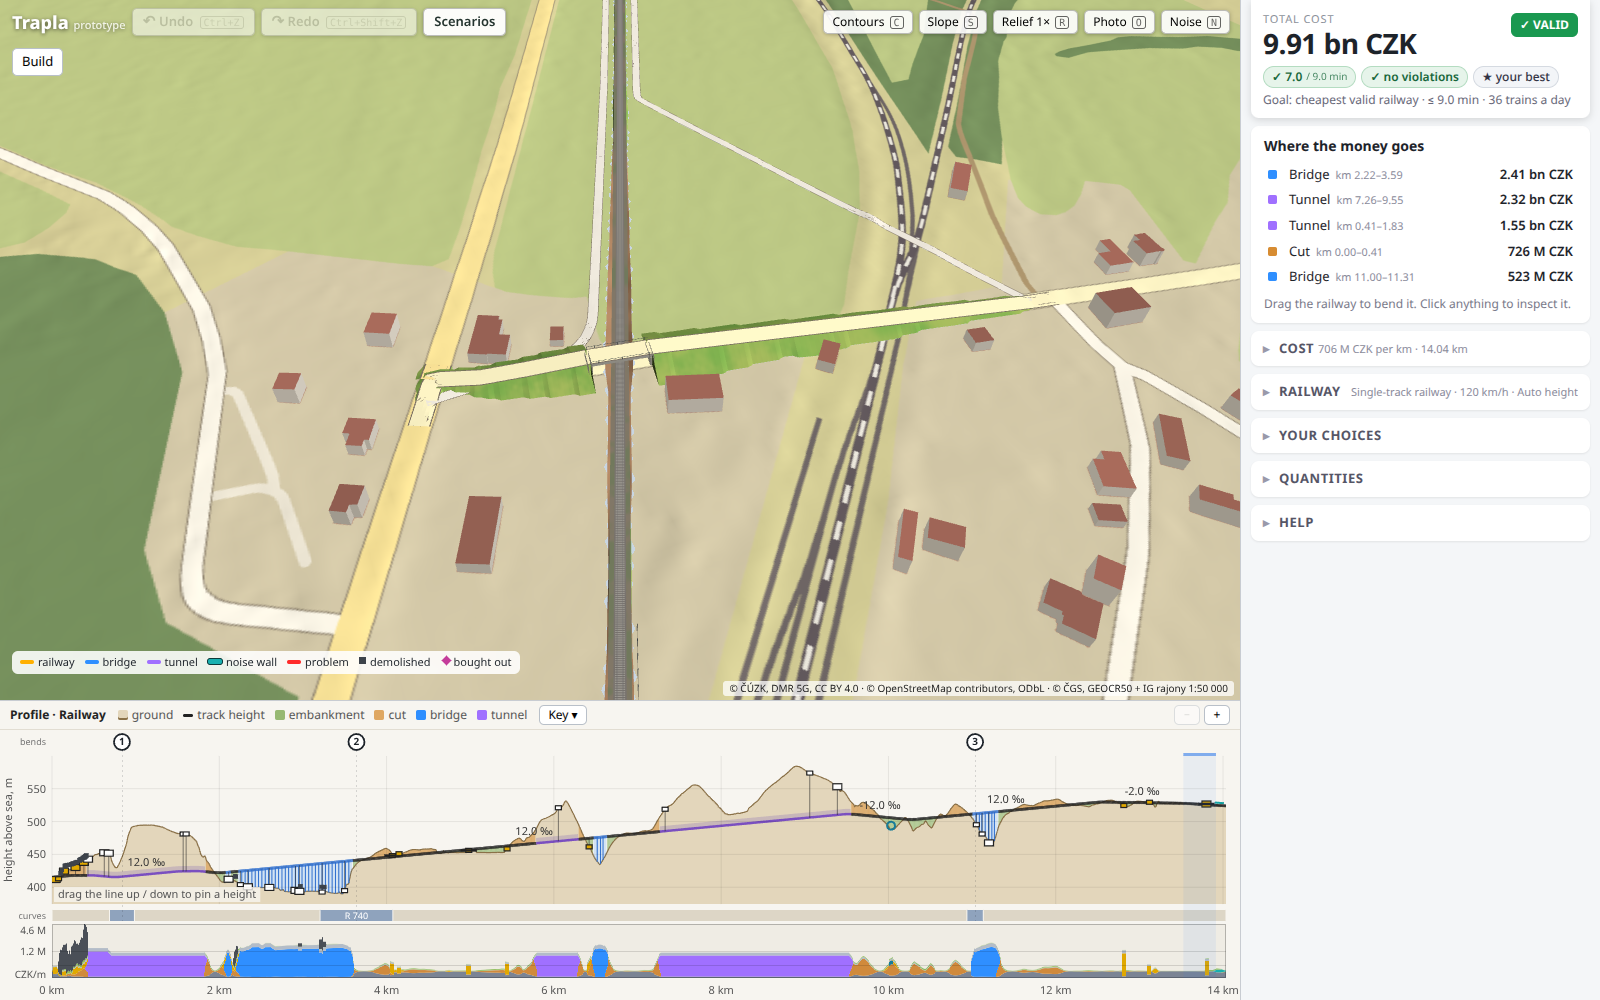 Trapla prototype
↶ Undo Ctrl+Z
↷ Redo Ctrl+Shift+Z
Scenarios
Contours C
Slope S
Relief 1× R
Photo O
Noise N
Build
railway
bridge
tunnel
noise wall
problem
demolished
bought out
© ČÚZK, DMR 5G, CC BY 4.0 · © OpenStreetMap contributors, ODbL · © ČGS, GEOCR50 + IG rajony 1:50 000
TOTAL COST
9.91 bn CZK
✓ VALID
✓ 7.0 / 9.0 min
✓ no violations
★ your best
Goal: cheapest valid railway · ≤ 9.0 min · 36 trains a day
Where the money goes
Bridge km 2.22–3.59 2.41 bn CZK
Tunnel km 7.26–9.55 2.32 bn CZK
Tunnel km 0.41–1.83 1.55 bn CZK
Cut km 0.00–0.41 726 M CZK
Bridge km 11.00–11.31 523 M CZK
Drag the railway to bend it. Click anything to inspect it.
▸ COST 706 M CZK per km · 14.04 km
▸ RAILWAY Single-track railway · 120 km/h · Auto height
▸ YOUR CHOICES
▸ QUANTITIES
▸ HELP
Profile · Railway
ground
track height
embankment
cut
bridge
tunnel
Key ▾
−
+
bends
1
2
3
height above sea, m
550
500
450
400
12.0 ‰
12.0 ‰
12.0 ‰
12.0 ‰
-2.0 ‰
drag the line up / down to pin a height
curves
R 740
4.6 M
1.2 M
CZK/m
0 km
2 km
4 km
6 km
8 km
10 km
12 km
14 km